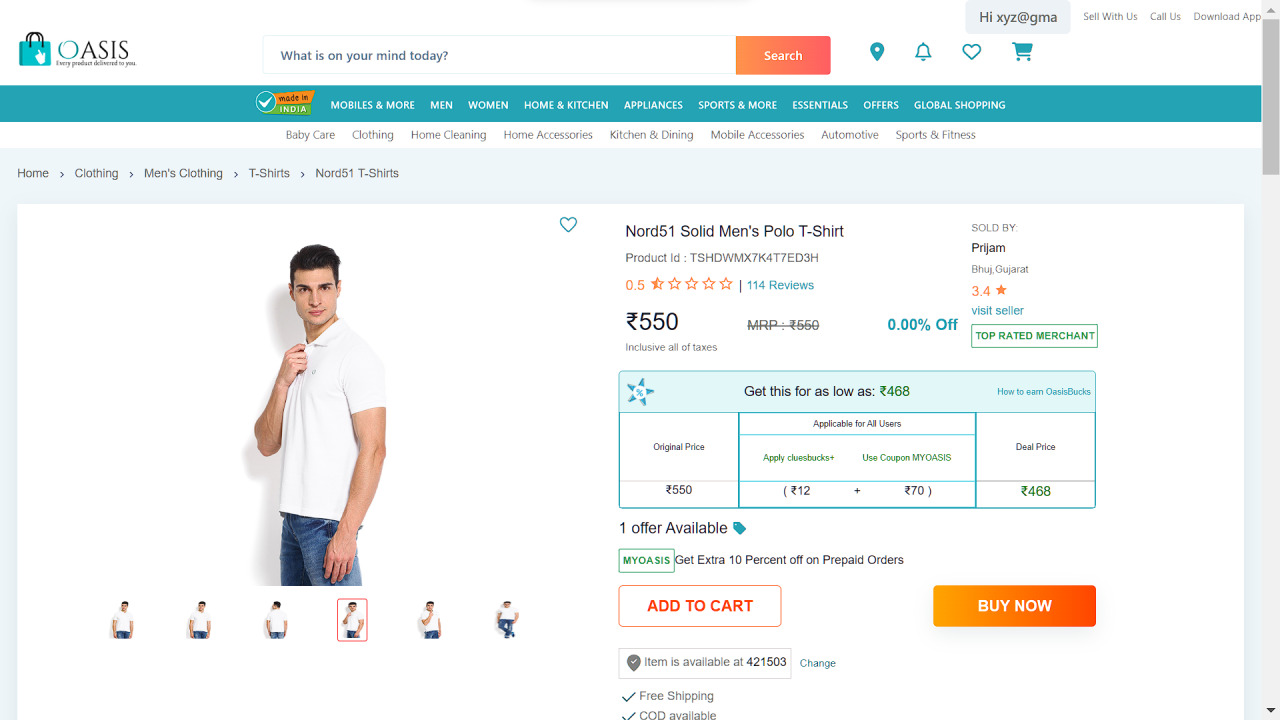 Hi xyz@gma
Sell With Us
Call Us
Download App
OASIS
Every product delivered to you.
What is on your mind today?
Search
made in
INDIA
MOBILES & MORE
MEN
WOMEN
HOME & KITCHEN
APPLIANCES
SPORTS & MORE
ESSENTIALS
OFFERS
GLOBAL SHOPPING
Baby Care
Clothing
Home Cleaning
Home Accessories
Kitchen & Dining
Mobile Accessories
Automotive
Sports & Fitness
Home > Clothing > Men's Clothing > T-Shirts > Nord51 T-Shirts
Nord51 Solid Men's Polo T-Shirt
Product Id : TSHDWMX7K4T7ED3H
0.5 | 114 Reviews
₹550
MRP : ₹550
0.00% Off
Inclusive all of taxes
SOLD BY:
Prijam
Bhuj,Gujarat
3.4
visit seller
TOP RATED MERCHANT
%
Get this for as low as: ₹468
How to earn OasisBucks
Original Price
Applicable for All Users
Apply cluesbucks+
Use Coupon MYOASIS
Deal Price
₹550
( ₹12 + ₹70 )
₹468
1 offer Available
MYOASIS Get Extra 10 Percent off on Prepaid Orders
ADD TO CART
BUY NOW
Item is available at 421503
Change
Free Shipping
COD available